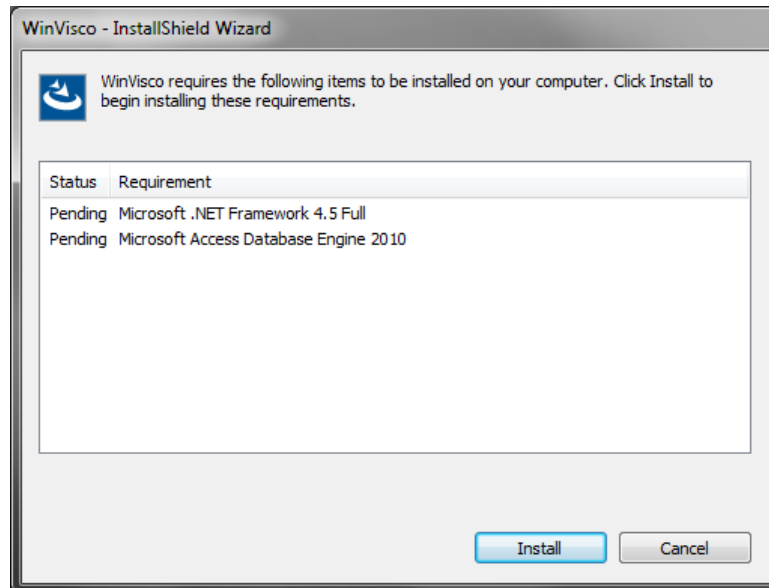 WinVisco - InstallShield Wizard
WinVisco requires the following items to be installed on your computer. Click Install to
begin installing these requirements.
Status Requirement
Pending Microsoft .NET Framework 4.5 Full
Pending Microsoft Access Database Engine 2010
Install Cancel